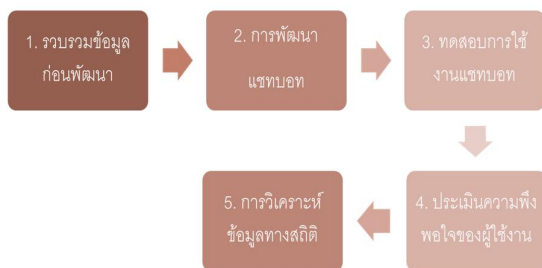 1. รวบรวมข้อมูล
ก่อนพัฒนา
2. การพัฒนา
แชทบอท
3. ทดสอบการใช้
งานแชทบอท
4. ประเมินความพึง
พอใจของผู้ใช้งาน
5. การวิเคราะห์
ข้อมูลทางสถิติ